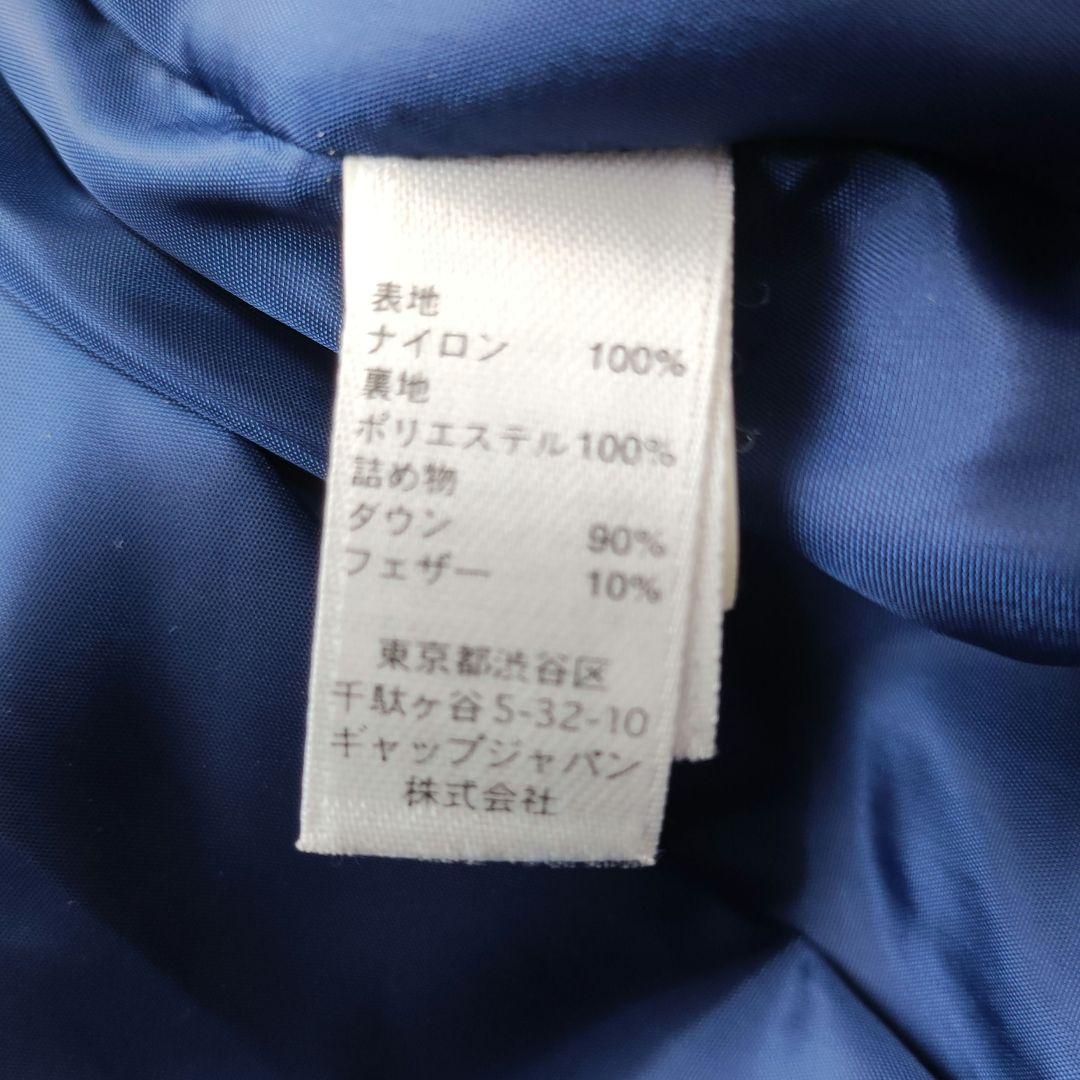 表地
ナイロン 100%
裏地
ポリエステル 100%
詰め物
ダウン 90%
フェザー 10%
東京都渋谷区
千駄ヶ谷 5-32-10
ギャップジャパン
株式会社